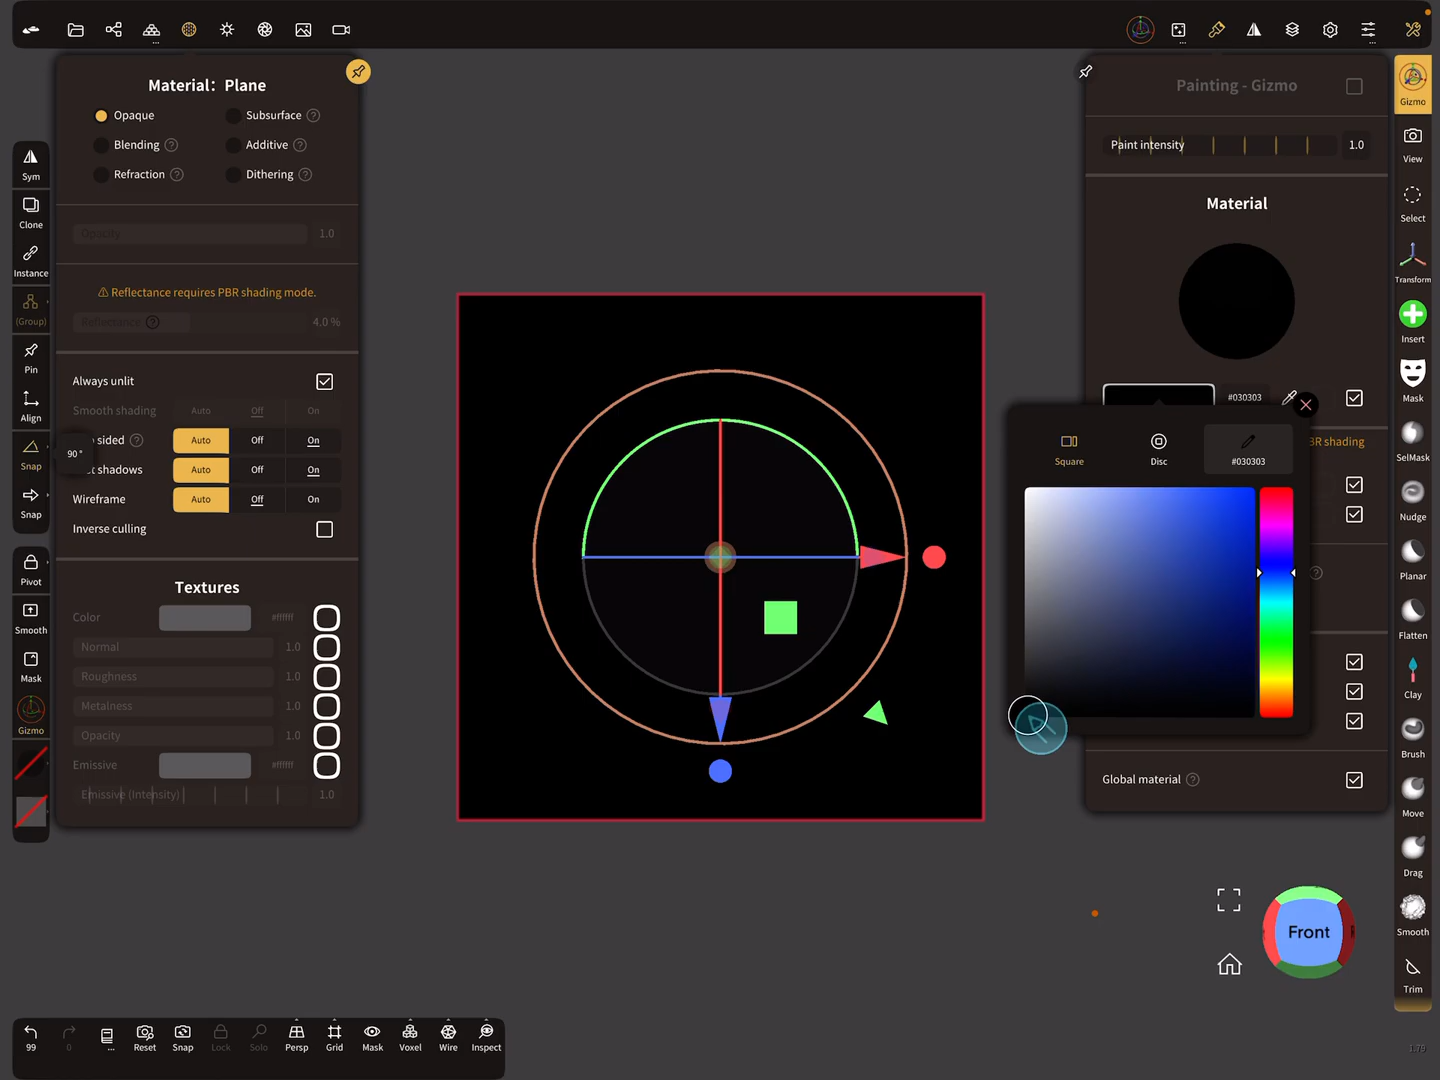 Material: Plane
Opaque
Subsurface
Blending
Additive
Refraction
Dithering
Opacity
1.0
⚠ Reflectance requires PBR shading mode.
Reflectance
4.0 %
Always unlit
Smooth shading
Auto
Off
On
sided
Auto
Off
On
shadows
Auto
Off
On
Wireframe
Auto
Off
On
Inverse culling
Textures
Color
#ffffff
Normal
1.0
Roughness
1.0
Metalness
1.0
Opacity
1.0
Emissive
#ffffff
Emissive (Intensity)
1.0
Sym
Clone
Instance
(Group)
Pin
Align
Snap
90°
Snap
Pivot
Smooth
Mask
Gizmo
Painting - Gizmo
Paint intensity
1.0
Material
#030303
BR shading
Square
Disc
#030303
Global material
Gizmo
View
Select
Transform
Insert
Mask
SelMask
Nudge
Planar
Flatten
Clay
Brush
Move
Drag
Smooth
Trim
Front
99
0
...
Reset
Snap
Lock
Solo
Persp
Grid
Mask
Voxel
Wire
Inspect
1.79